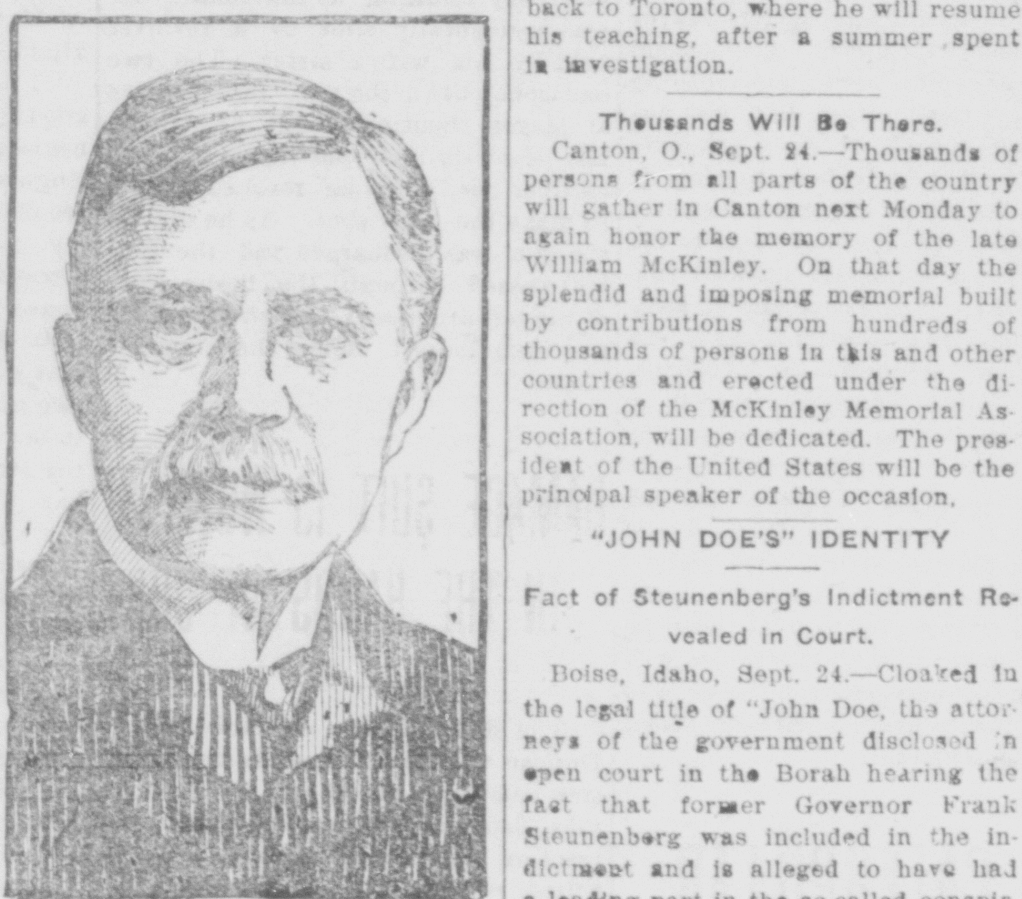 back to Toronto, where he will resume
his teaching, after a summer spent
in investigation.
Thousands Will Be There.
Canton, O., Sept. 24.—Thousands of
persons from all parts of the country
will gather in Canton next Monday to
again honor the memory of the late
William McKinley. On that day the
splendid and imposing memorial built
by contributions from hundreds of
thousands of persons in this and other
countries and erected under the di-
rection of the McKinley Memorial As-
sociation, will be dedicated. The pres-
ident of the United States will be the
principal speaker of the occasion.
"JOHN DOE'S" IDENTITY
Fact of Steunenberg's Indictment Re-
vealed in Court.
Boise, Idaho, Sept. 24.—Cloaked in
the legal title of "John Doe, the attor-
neys of the government disclosed in
open court in the Borah hearing the
fact that former Governor Frank
Steunenberg was included in the in-
dictment and is alleged to have had
a leading part in the so-called conspir-